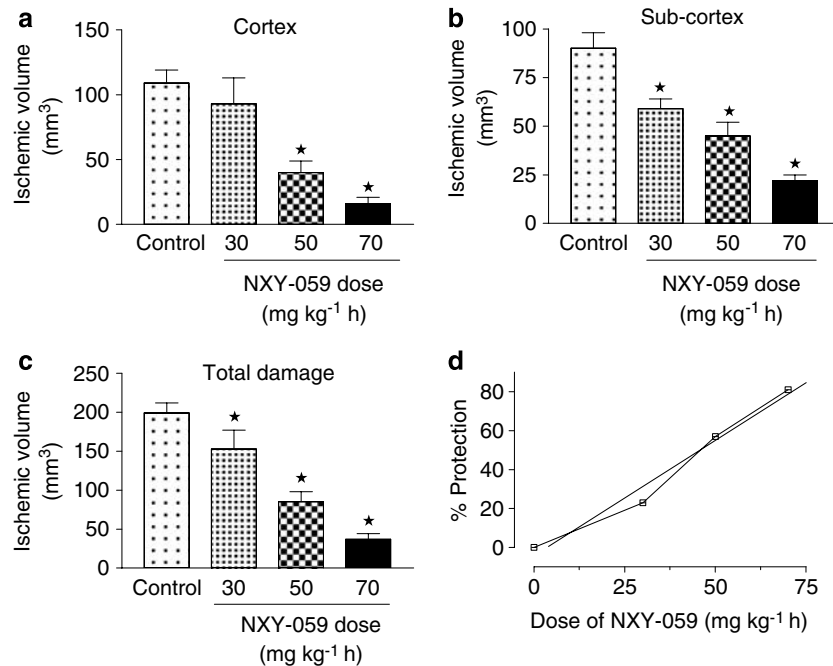 a
Cortex
Ischemic volume
(mm³)
150
100
50
0
Control 30 50 70
NXY-059 dose
(mg kg⁻¹ h)
b
Sub-cortex
Ischemic volume
(mm³)
100
75
50
25
0
Control 30 50 70
NXY-059 dose
(mg kg⁻¹ h)
c
Total damage
Ischemic volume
(mm³)
250
200
150
100
50
0
Control 30 50 70
NXY-059 dose
(mg kg⁻¹ h)
d
% Protection
80
60
40
20
0
0 25 50 75
Dose of NXY-059 (mg kg⁻¹ h)